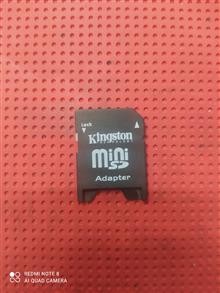 Lock
Kingston
mini
SD
Adapter
REDMI NOTE 8
AI QUAD CAMERA